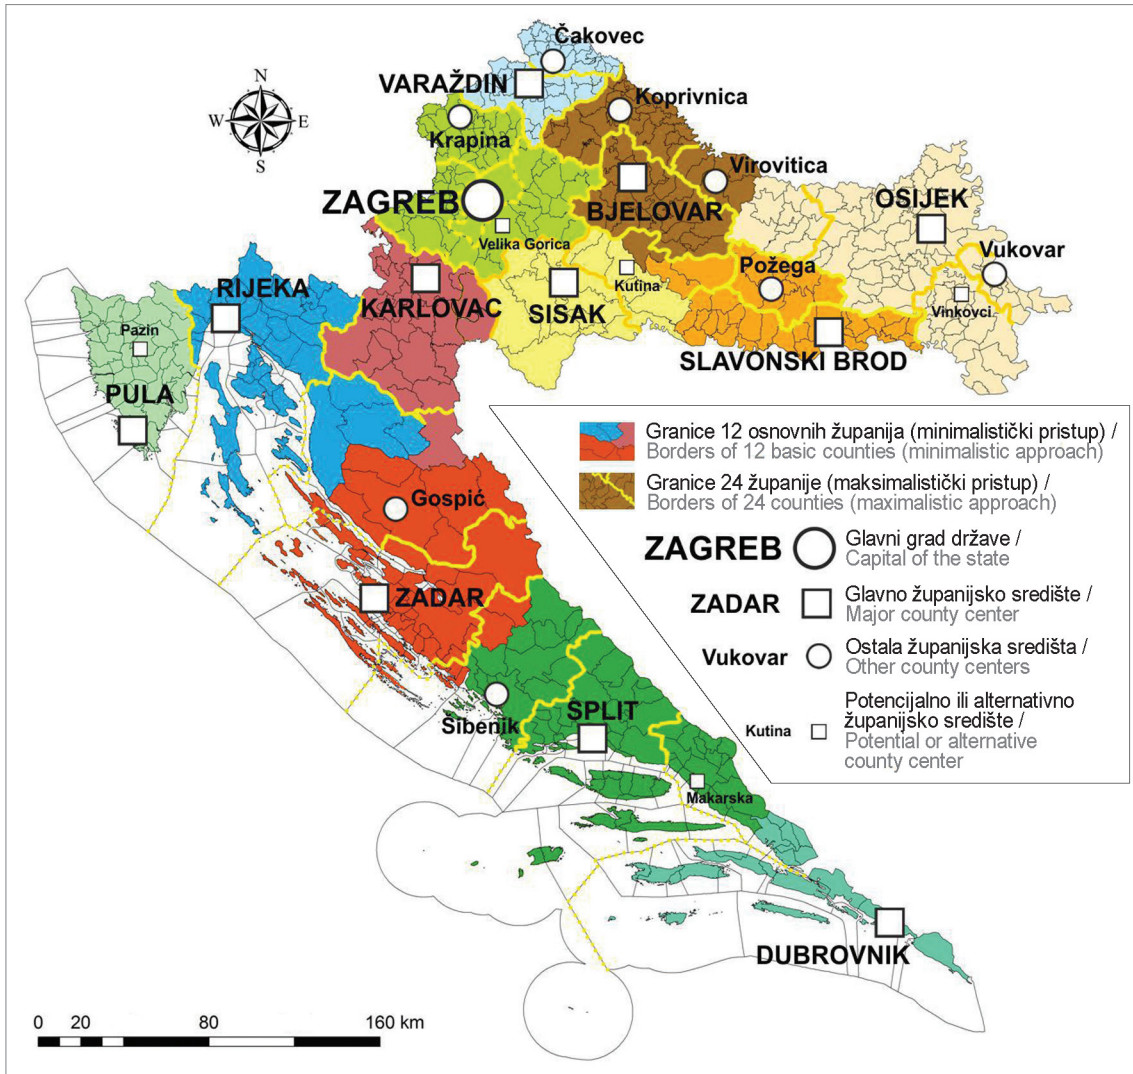 Čakovec
VARAŽDIN
Koprivnica
N
W E
S
Krapina
Virovitica
ZAGREB
BJELOVAR
OSIJEK
Velika Gorica
Vukovar
Požega
RIJEKA
Kutina
KARLOVAC
SISAK
Vinkovci
Pazin
SLAVONSKI BROD
PULA
Gospić
ZADAR
Šibenik
SPLIT
Makarska
DUBROVNIK
Granice 12 osnovnih županija (minimalistički pristup) /
Borders of 12 basic counties (minimalistic approach)
Granice 24 županije (maksimalistički pristup) /
Borders of 24 counties (maximalistic approach)
ZAGREB
Glavni grad države /
Capital of the state
ZADAR
Glavno županijsko središte /
Major county center
Vukovar
Ostala županijska središta /
Other county centers
Kutina
Potencijalno ili alternativno
županijsko središte /
Potential or alternative
county center
0 20 80 160 km